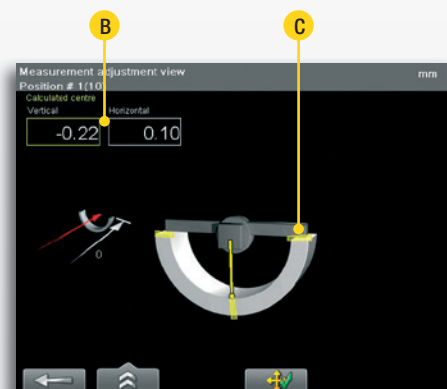 B
C
Measurement adjustment view
mm
Position # 1(10)
Calculated centre
Vertical
Horizontal
-0.22
0.10
0